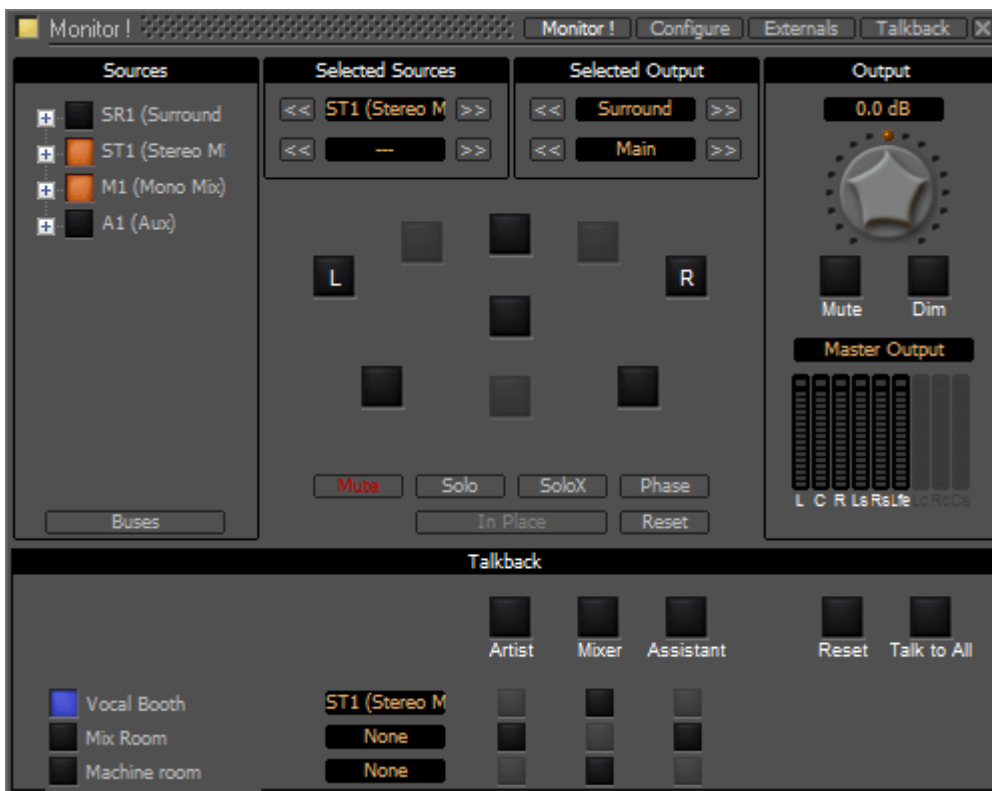 Monitor ! Monitor ! Configure Externals Talkback X
Sources Selected Sources Selected Output Output
SR1 (Surround << ST1 (Stereo M >> << Surround >> 0.0 dB
ST1 (Stereo Mi << --- >> << Main >>
M1 (Mono Mix)
A1 (Aux)
L R
Mute Dim
Master Output
Mute Solo SoloX Phase
L C R Ls Rs Lfe Lc Rc Cs
Buses In Place Reset
Talkback
Artist Mixer Assistant Reset Talk to All
Vocal Booth ST1 (Stereo M
Mix Room None
Machine room None